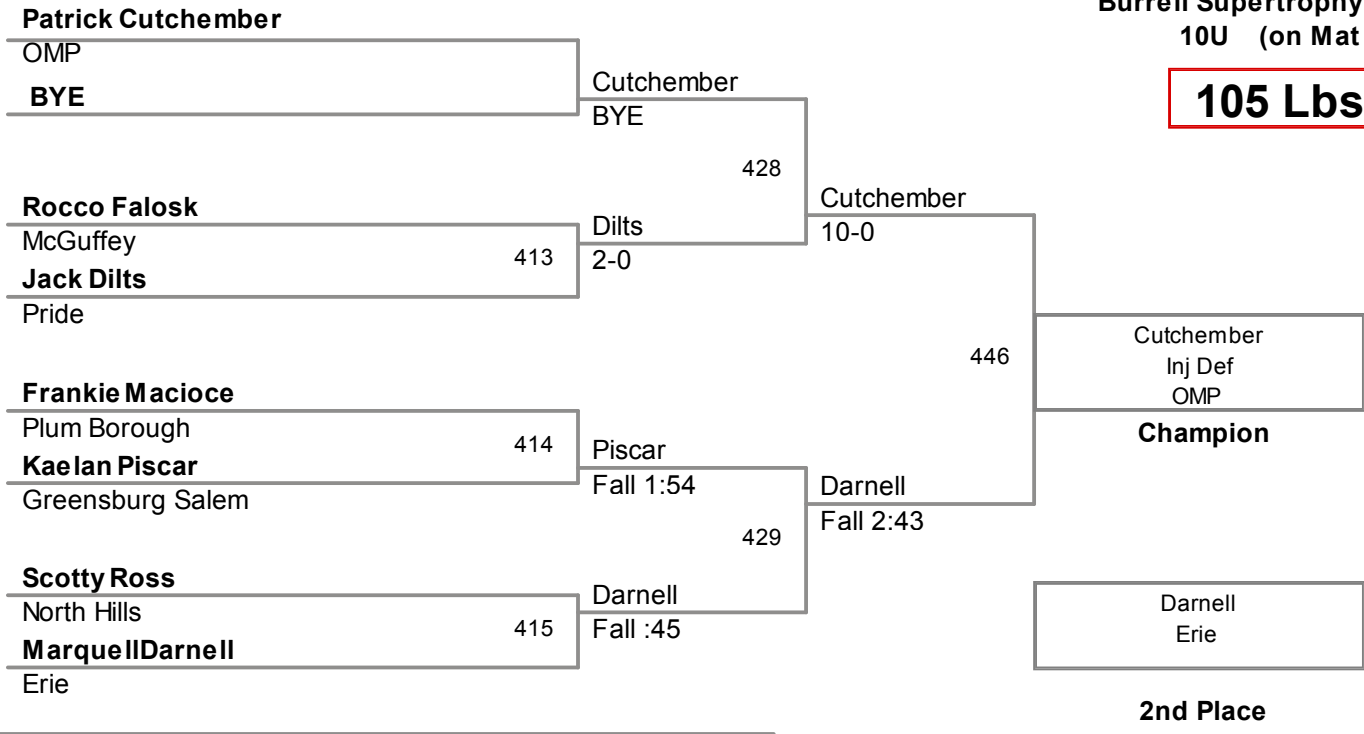 Burrell Supertrophy
10U (on Mat
105 Lbs
Patrick Cutchember
OMP
BYE
Cutchember
BYE
428
Rocco Falosk
McGuffey
413
Jack Dilts
Pride
Dilts
2-0
Cutchember
10-0
446
Frankie Macioce
Plum Borough
414
Kaelan Piscar
Greensburg Salem
Piscar
Fall 1:54
429
Darnell
Fall 2:43
Scotty Ross
North Hills
415
MarquellDarnell
Erie
Darnell
Fall :45
Cutchember
Inj Def
OMP
Champion
Darnell
Erie
2nd Place